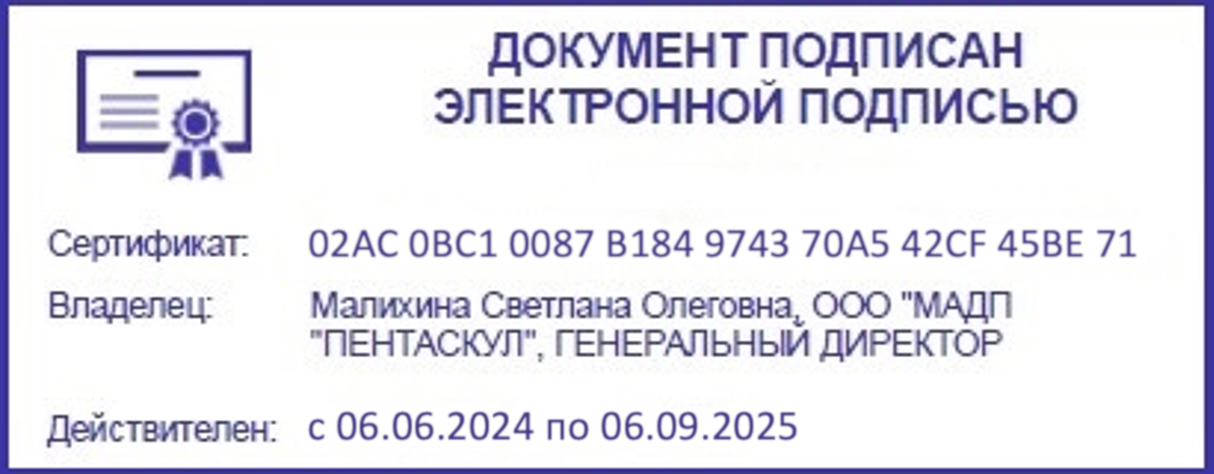 ДОКУМЕНТ ПОДПИСАН
ЭЛЕКТРОННОЙ ПОДПИСЬЮ
Сертификат: 02AC 0BC1 0087 B184 9743 70A5 42CF 45BE 71
Владелец: Малихина Светлана Олеговна, ООО "МАДП
"ПЕНТАСКУЛ", ГЕНЕРАЛЬНЫЙ ДИРЕКТОР
Действителен: с 06.06.2024 по 06.09.2025